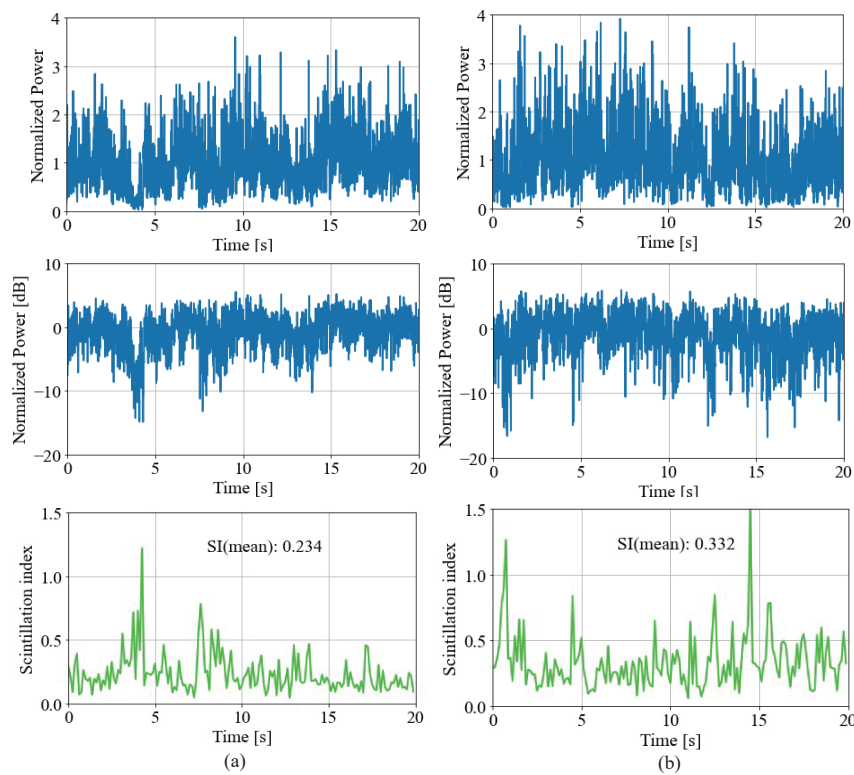 4
3
2
1
0
Normalized Power
0 5 10 15 20
Time [s]
4
3
2
1
0
Normalized Power
0 5 10 15 20
Time [s]
10
0
−10
−20
Normalized Power [dB]
0 5 10 15 20
Time [s]
10
0
−10
−20
Normalized Power [dB]
0 5 10 15 20
Time [s]
1.5
1.0
0.5
0.0
Scintillation index
SI(mean): 0.234
0 5 10 15 20
Time [s]
(a)
1.5
1.0
0.5
0.0
Scintillation index
SI(mean): 0.332
0 5 10 15 20
Time [s]
(b)